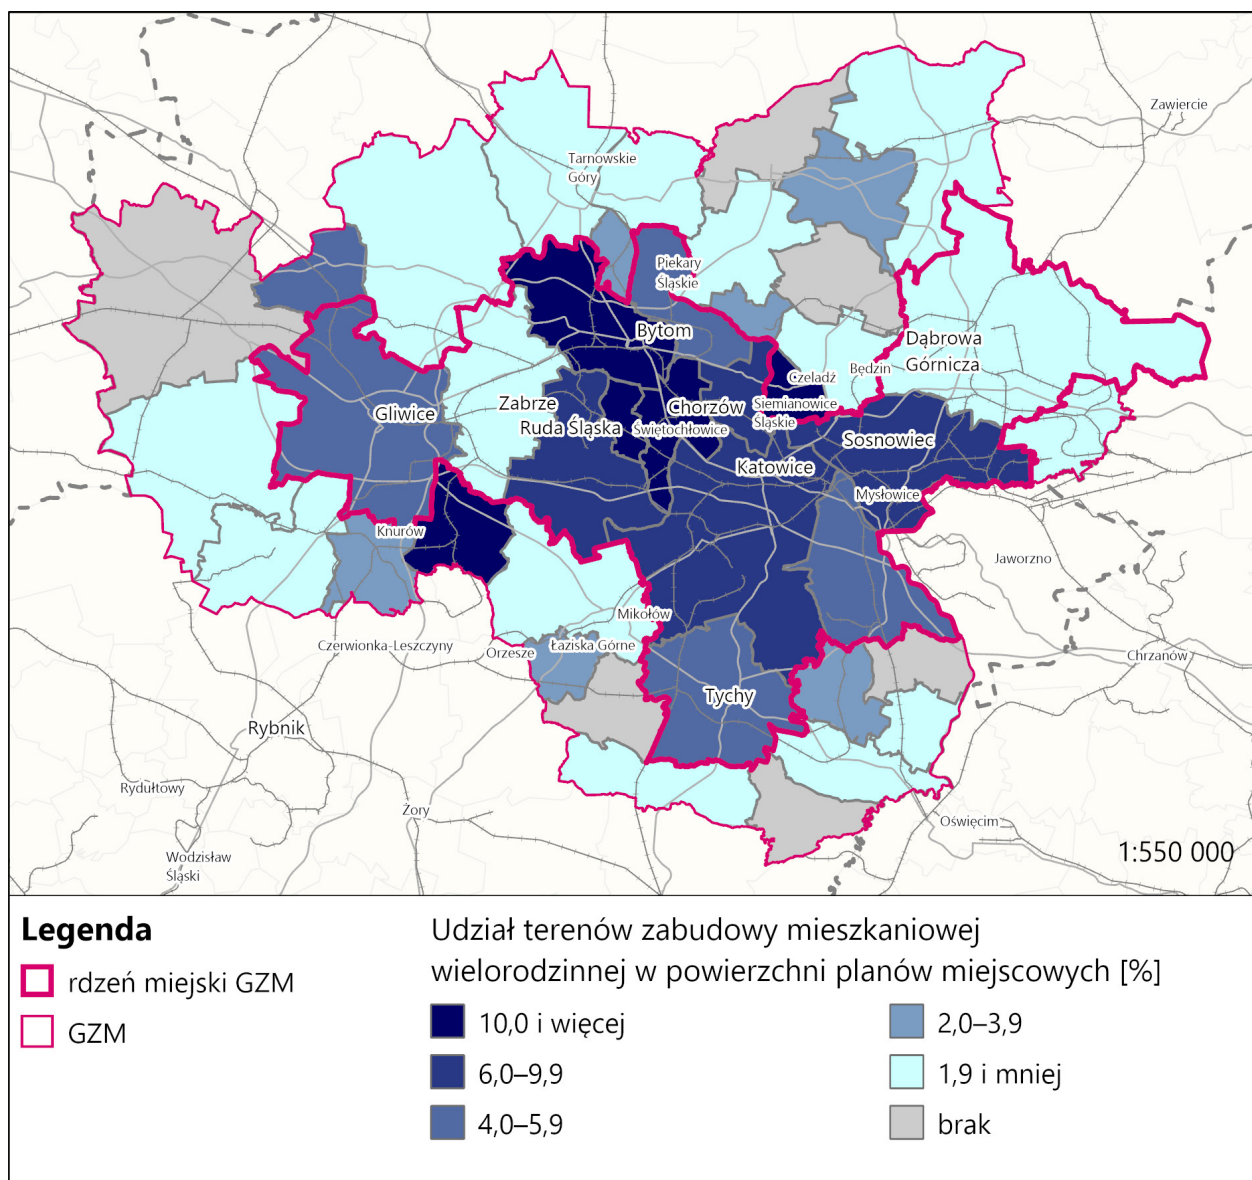 Zawiercie
Tarnowskie
Góry
Piekary
Śląskie
Bytom
Dąbrowa
Górnicza
Będzin
Czeladź
Zabrze
Chorzów
Siemianowice
Śląskie
Gliwice
Ruda Śląska
Świętochłowice
Sosnowiec
Katowice
Mysłowice
Knurów
Jaworzno
Mikołów
Czerwionka-Leszczyny
Orzesze
Łaziska Górne
Chrzanów
Tychy
Rybnik
Rydułtowy
Żory
Oświęcim
Wodzisław
Śląski
1:550 000
Legenda
rdzeń miejski GZM
GZM
Udział terenów zabudowy mieszkaniowej
wielorodzinnej w powierzchni planów miejscowych [%]
10,0 i więcej
6,0–9,9
4,0–5,9
2,0–3,9
1,9 i mniej
brak